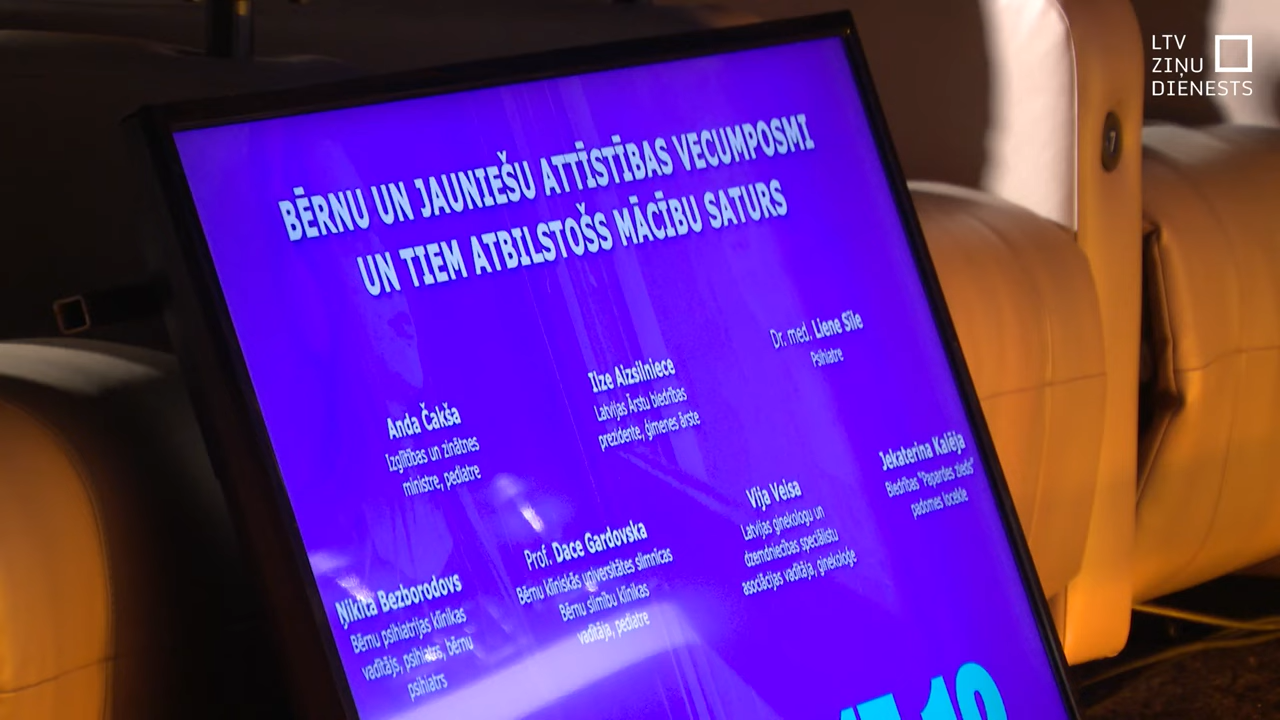 LTV
ZIŅU
DIENESTS
7
BĒRNU UN JAUNIEŠU ATTĪSTĪBAS VECUMPOSMI
UN TIEM ATBILSTOŠS MĀCĪBU SATURS
Anda Čakša
Izglītības un zinātnes
ministre, pediatre
Ilze Aizsilniece
Latvijas Ārstu biedrības
prezidente, ģimenes ārste
Dr. med. Liene Sīle
Psihiatre
Ņikita Bezborodovs
Bērnu psihiatrijas klīnikas
vadītājs, psihiatrs, bērnu
psihiatrs
Prof. Dace Gardovska
Bērnu klīniskās universitātes slimnīcas
Bērnu slimību klīnikas
vadītāja, pediatre
Vija Veisa
Latvijas ginekologu un
dzemdniecības speciālistu
asociācijas vadītāja, ginekoloģe
Jekaterina Kalēja
Biedrības "Papardes zieds"
padomes locekle